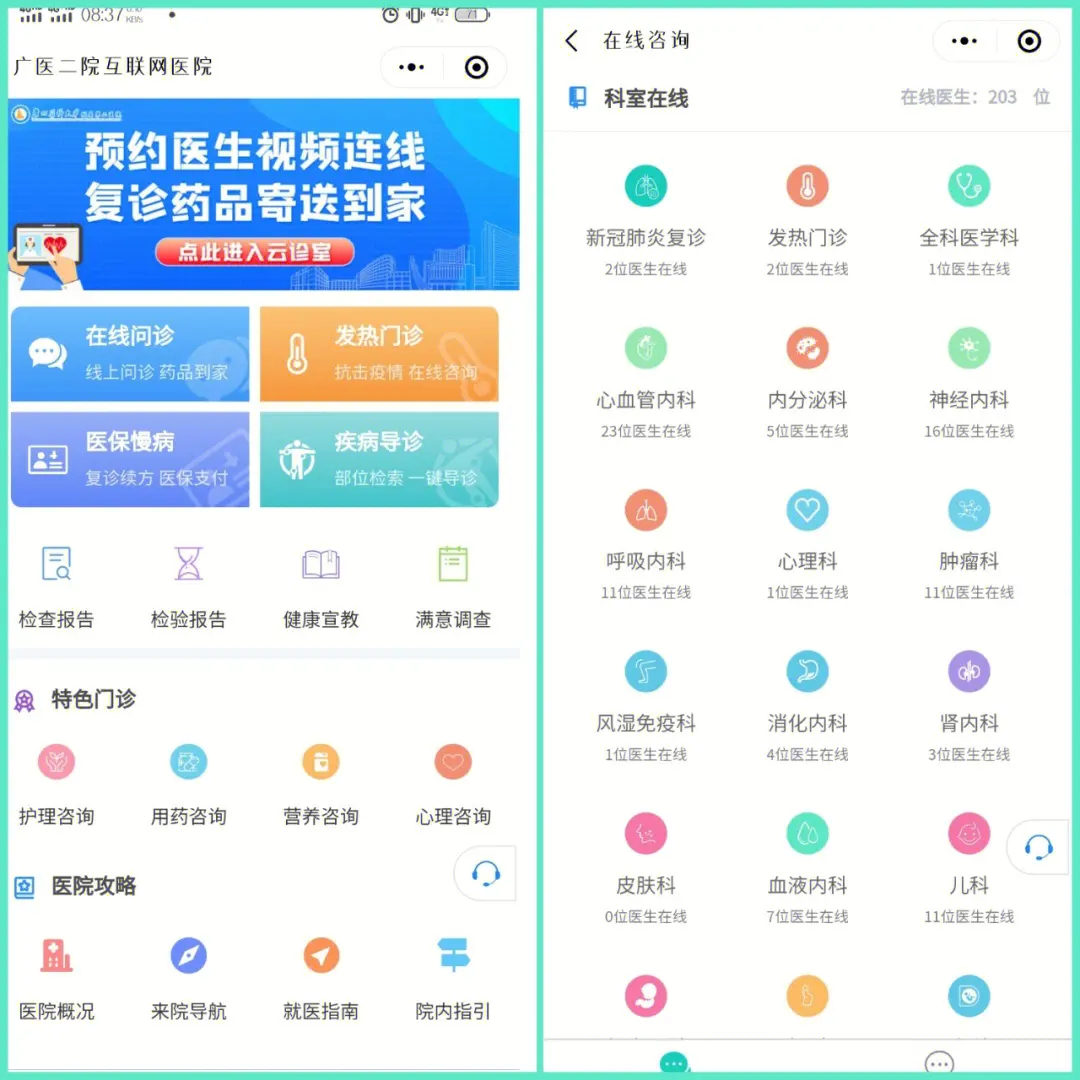 08:37
4G
71
广医二院互联网医院
预约医生视频连线
复诊药品寄送到家
点此进入云诊室
在线问诊
线上问诊 药品到家
发热门诊
抗击疫情 在线咨询
医保慢病
复诊续方 医保支付
疾病导诊
部位检索 一键导诊
检查报告
检验报告
健康宣教
满意调查
特色门诊
护理咨询
用药咨询
营养咨询
心理咨询
医院攻略
医院概况
来院导航
就医指南
院内指引
在线咨询
科室在线
在线医生：203 位
新冠肺炎复诊
发热门诊
全科医学科
2位医生在线
2位医生在线
1位医生在线
心血管内科
内分泌科
神经内科
23位医生在线
5位医生在线
16位医生在线
呼吸内科
心理科
肿瘤科
11位医生在线
1位医生在线
11位医生在线
风湿免疫科
消化内科
肾内科
1位医生在线
4位医生在线
3位医生在线
皮肤科
血液内科
儿科
0位医生在线
7位医生在线
11位医生在线